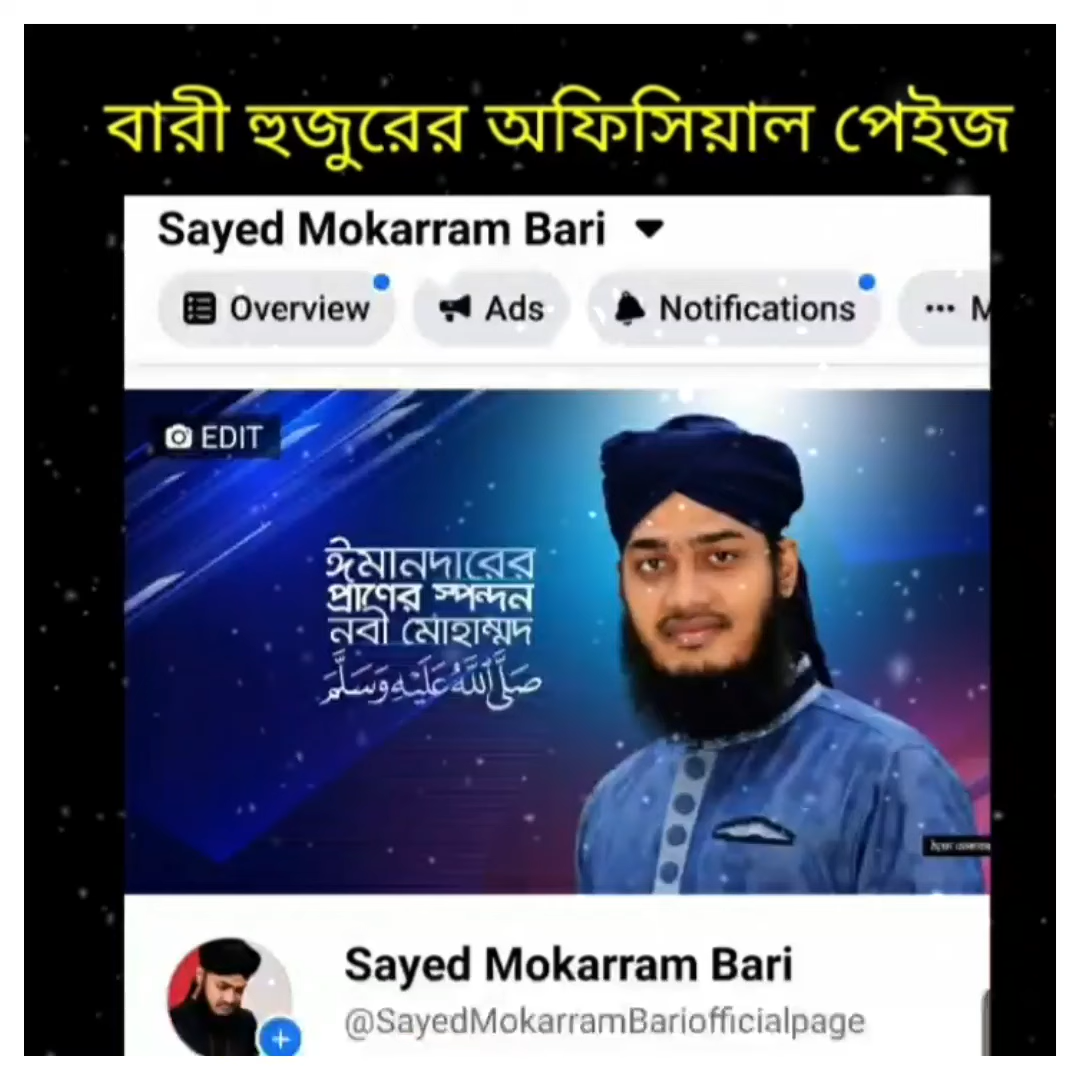 বারী হুজুরের অফিসিয়াল পেইজ
Sayed Mokarram Bari
Overview
Ads
Notifications
EDIT
ঈমানদারের
প্রাণের স্পন্দন
নবী মোহাম্মদ
صَلَّى اللَّهُ عَلَيْهِ وَسَلَّمَ
Sayed Mokarram Bari
@SayedMokarramBariofficialpage